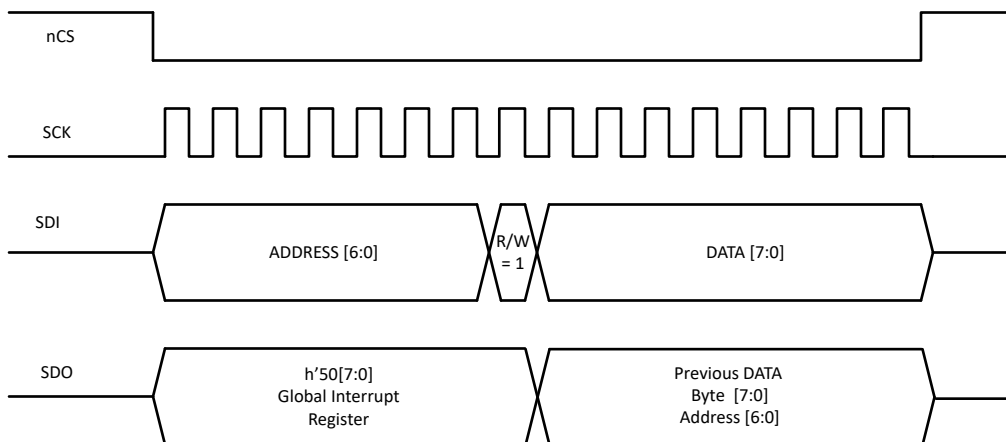 nCS
SCK
SDI
ADDRESS [6:0]
R/W
= 1
DATA [7:0]
SDO
h'50[7:0]
Global Interrupt
Register
Previous DATA
Byte [7:0]
Address [6:0]